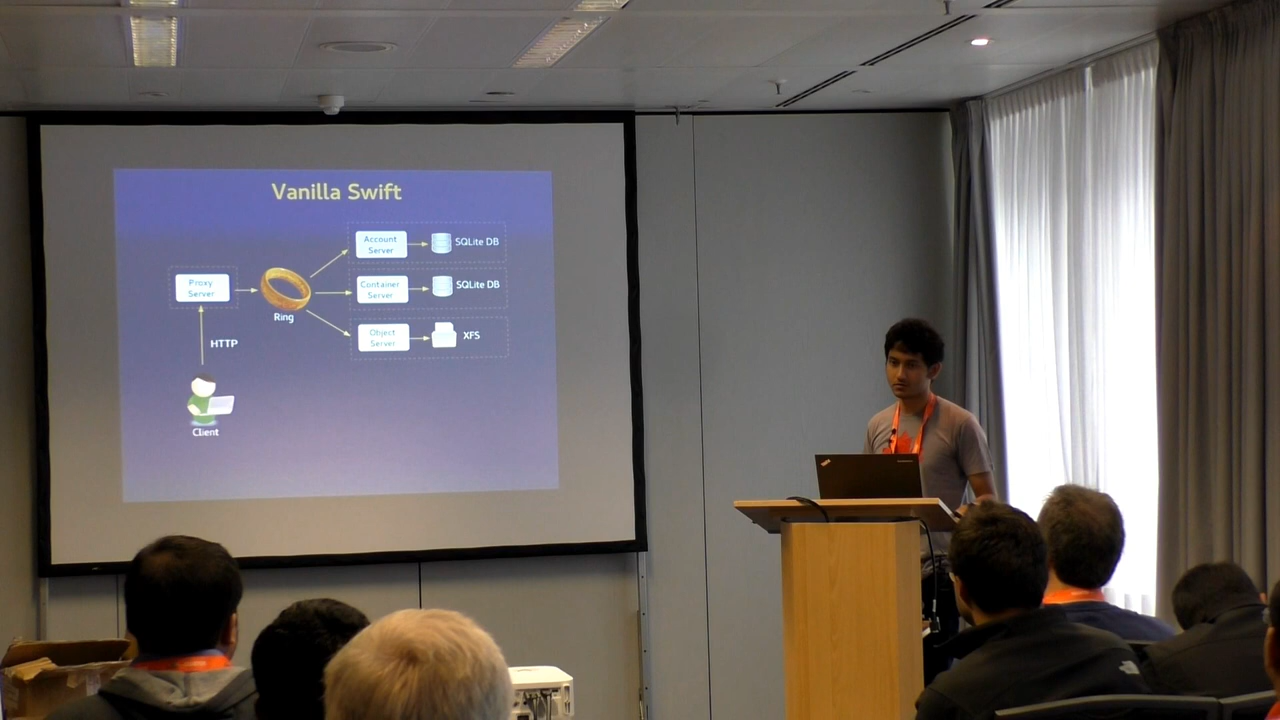 Vanilla Swift
Account
Server
SQLite DB
Proxy
Server
Container
Server
SQLite DB
Ring
Object
Server
XFS
HTTP
Client